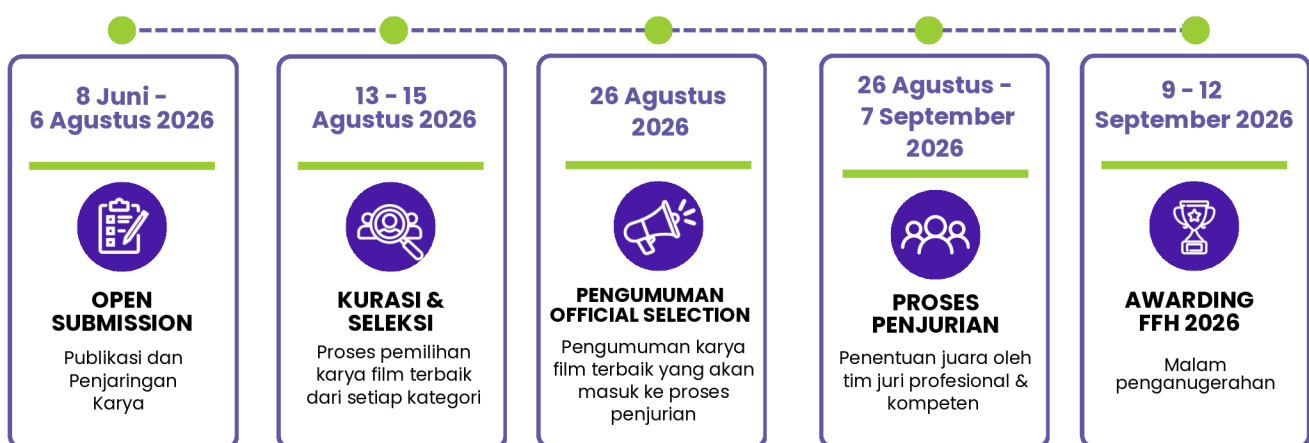 8 Juni -
6 Agustus 2026
OPEN
SUBMISSION
Publikasi dan
Penjaringan
Karya
13 - 15
Agustus 2026
KURASI &
SELEKSI
Proses pemilihan
karya film terbaik
dari setiap kategori
26 Agustus
2026
PENGUMUMAN
OFFICIAL SELECTION
Pengumuman karya
film terbaik yang akan
masuk ke proses
penjurian
26 Agustus -
7 September
2026
PROSES
PENJURIAN
Penentuan juara oleh
tim juri profesional &
kompeten
9 - 12
September 2026
AWARDING
FFH 2026
Malam
penganugerahan